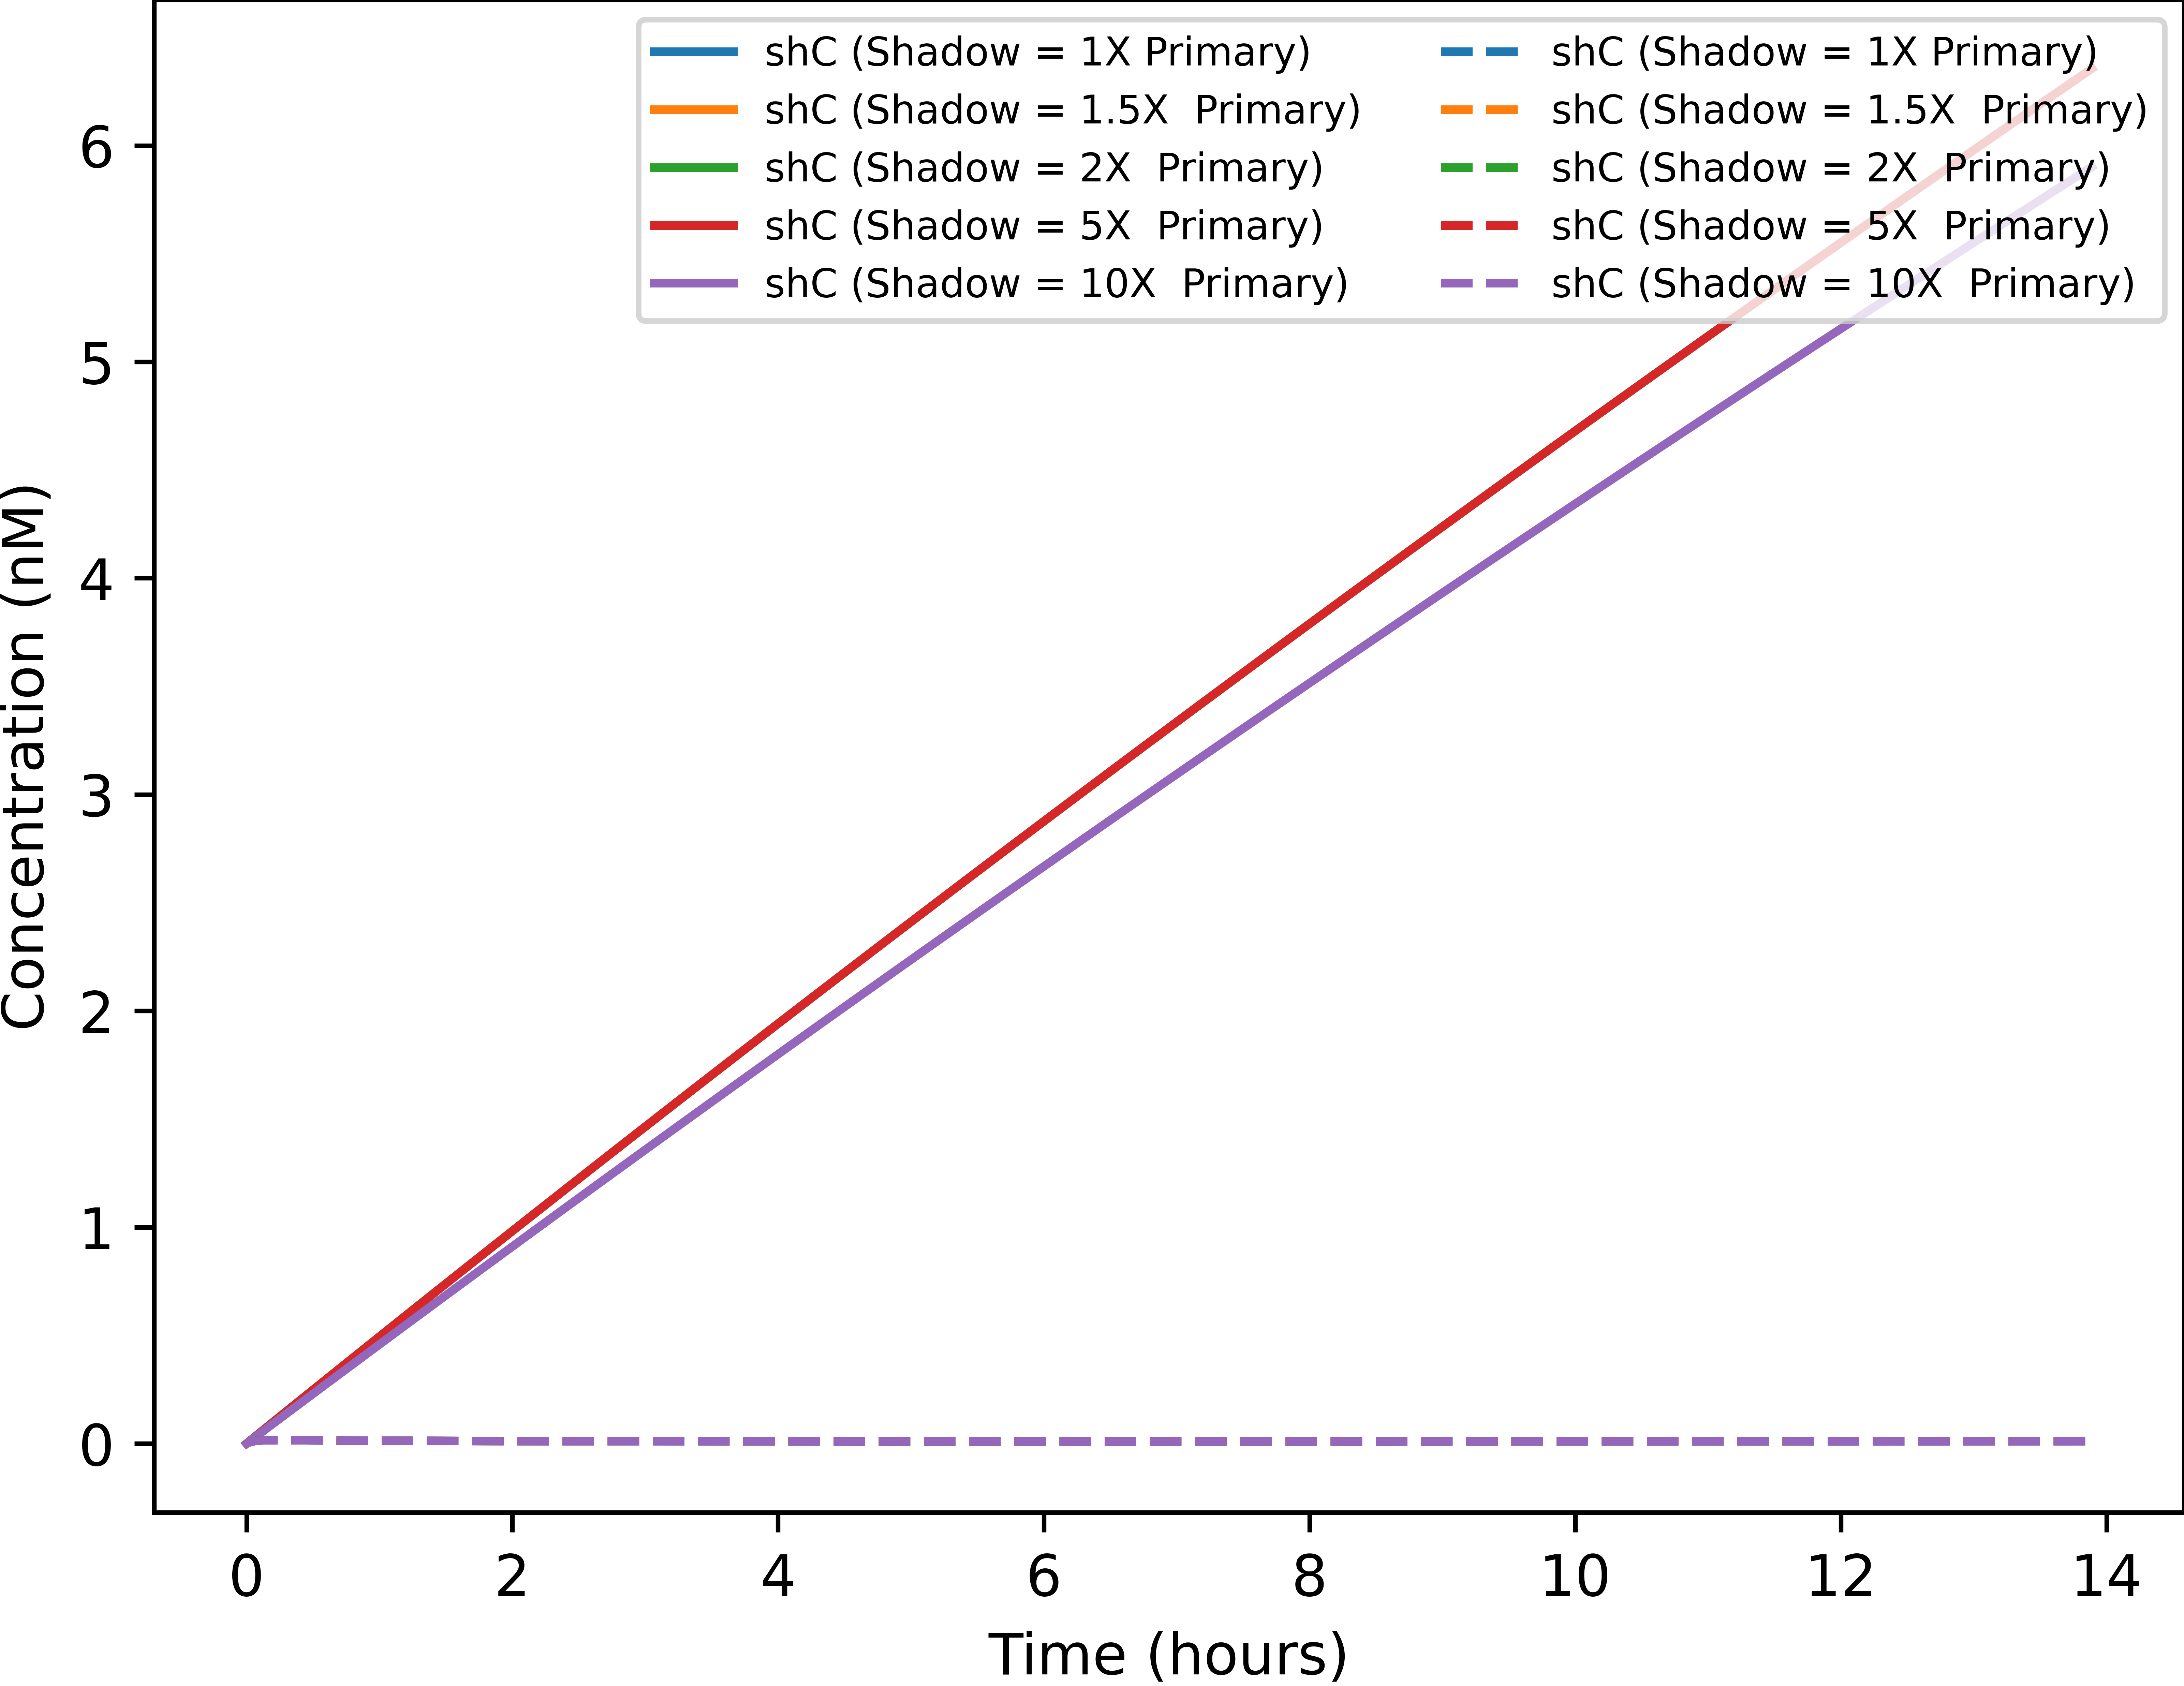 shC (Shadow = 1X Primary)
shC (Shadow = 1.5X  Primary)
shC (Shadow = 2X  Primary)
shC (Shadow = 5X  Primary)
shC (Shadow = 10X  Primary)
shC (Shadow = 1X Primary)
shC (Shadow = 1.5X  Primary)
shC (Shadow = 2X  Primary)
shC (Shadow = 5X  Primary)
shC (Shadow = 10X  Primary)
Concentration (nM)
6
5
4
3
2
1
0
0 2 4 6 8 10 12 14
Time (hours)